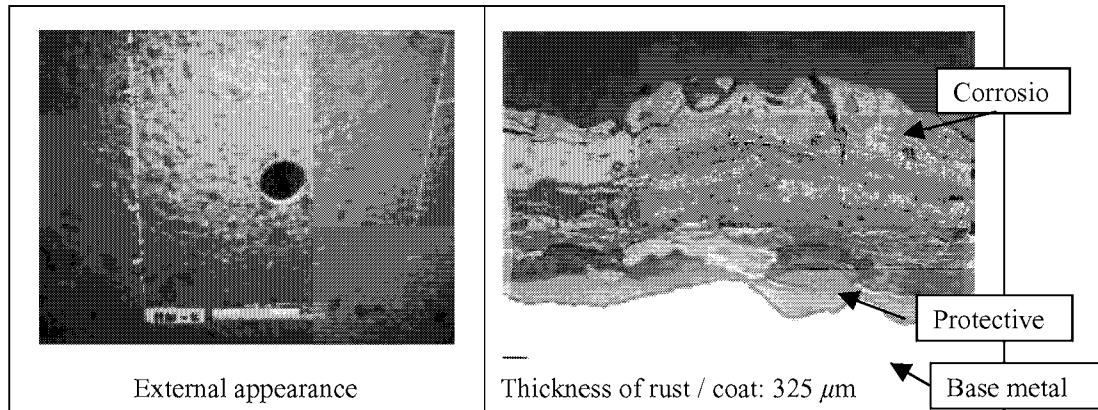 Corrosio
Protective
Base metal
External appearance
Thickness of rust / coat: 325 μm